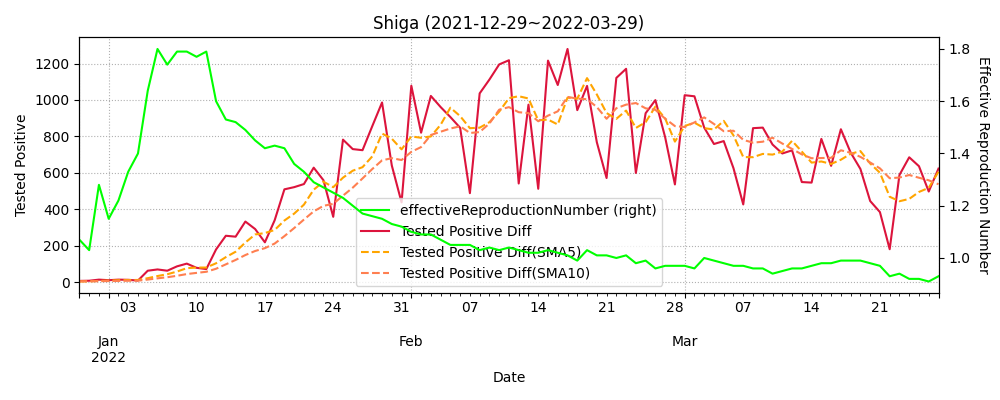 Shiga (2021-12-29~2022-03-29)
Tested Positive
1200
1000
800
600
400
200
0
1.8
1.6
1.4
1.2
1.0
Effective Reproduction Number
effectiveReproductionNumber (right)
Tested Positive Diff
Tested Positive Diff(SMA5)
Tested Positive Diff(SMA10)
03 10 17 24 31 07 14 21 28 07 14 21
Jan Feb Mar
2022
Date